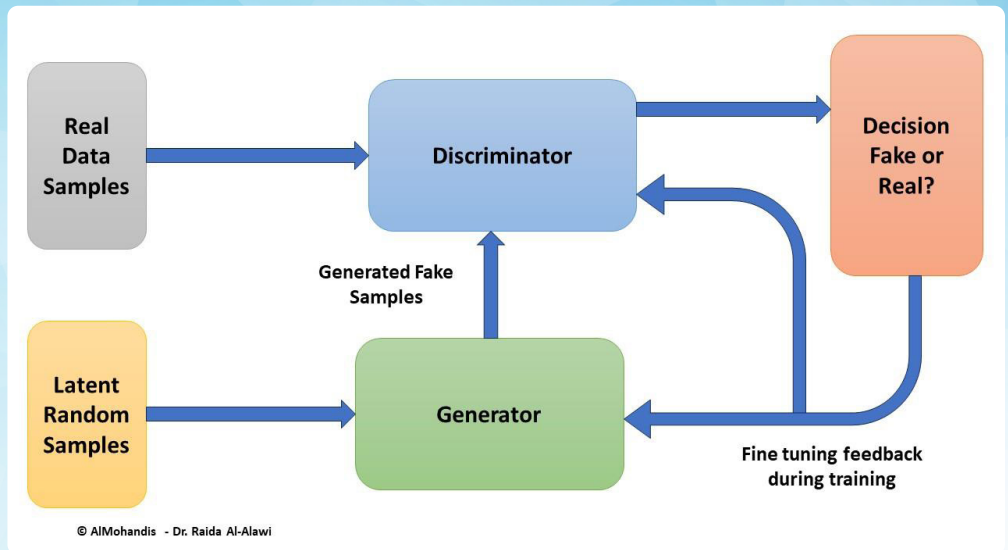 Real
Data
Samples
Discriminator
Decision
Fake or
Real?
Generated Fake
Samples
Latent
Random
Samples
Generator
Fine tuning feedback
during training
© AlMohandis - Dr. Raida Al-Alawi